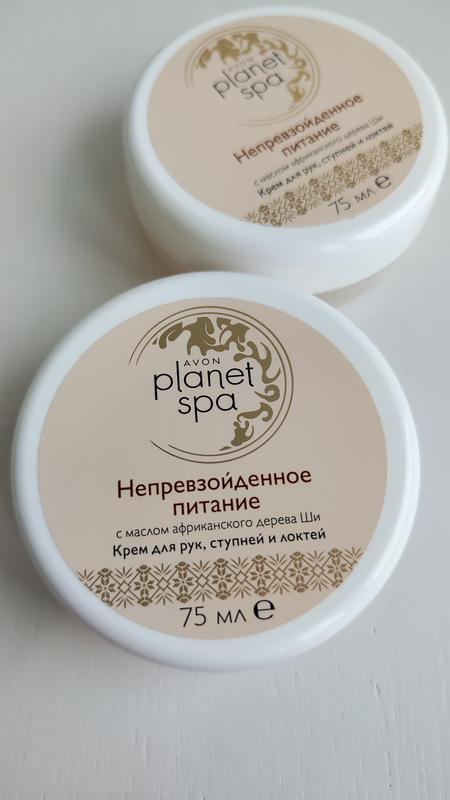 AVON
planet
spa
Непревзойденное
питание
с маслом африканского дерева Ши
Крем для рук, ступней и локтей
75 мл e
AVON
planet
spa
Непревзойденное
питание
с маслом африканского дерева Ши
Крем для рук, ступней и локтей
75 мл e